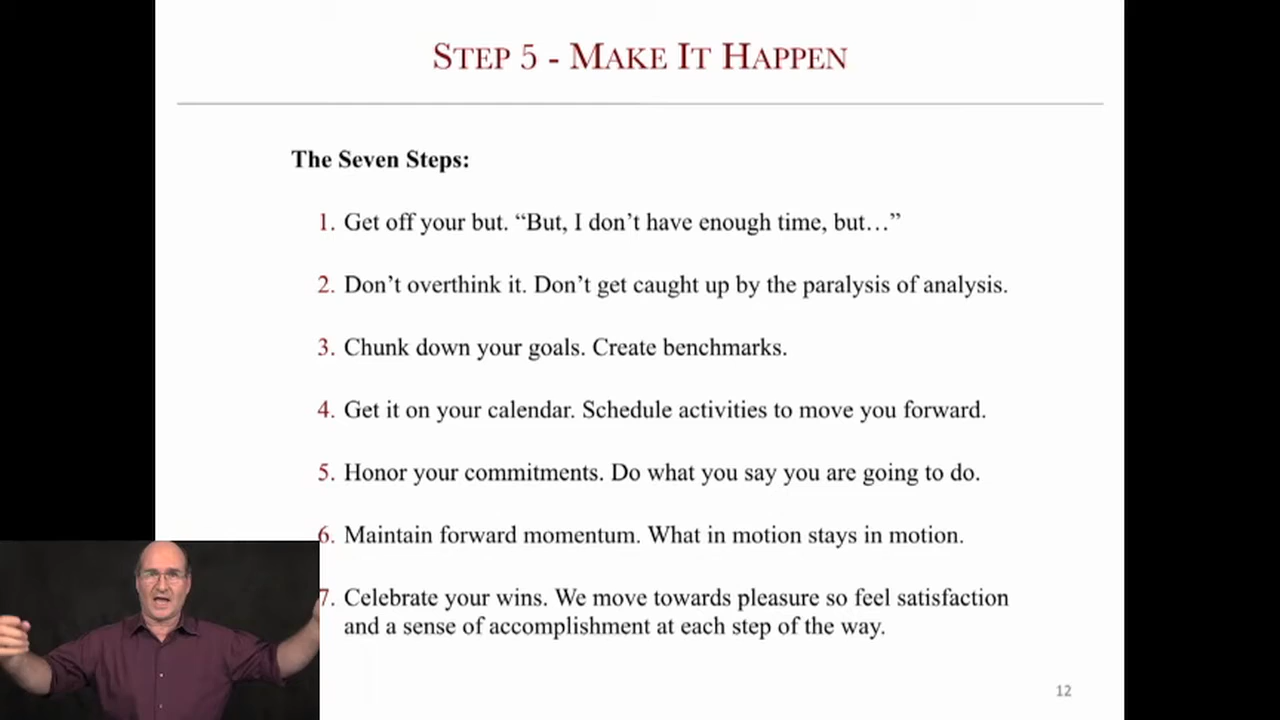 STEP 5 - MAKE IT HAPPEN
The Seven Steps:
1. Get off your but. “But, I don’t have enough time, but…”
2. Don’t overthink it. Don’t get caught up by the paralysis of analysis.
3. Chunk down your goals. Create benchmarks.
4. Get it on your calendar. Schedule activities to move you forward.
5. Honor your commitments. Do what you say you are going to do.
6. Maintain forward momentum. What in motion stays in motion.
7. Celebrate your wins. We move towards pleasure so feel satisfaction
and a sense of accomplishment at each step of the way.
12